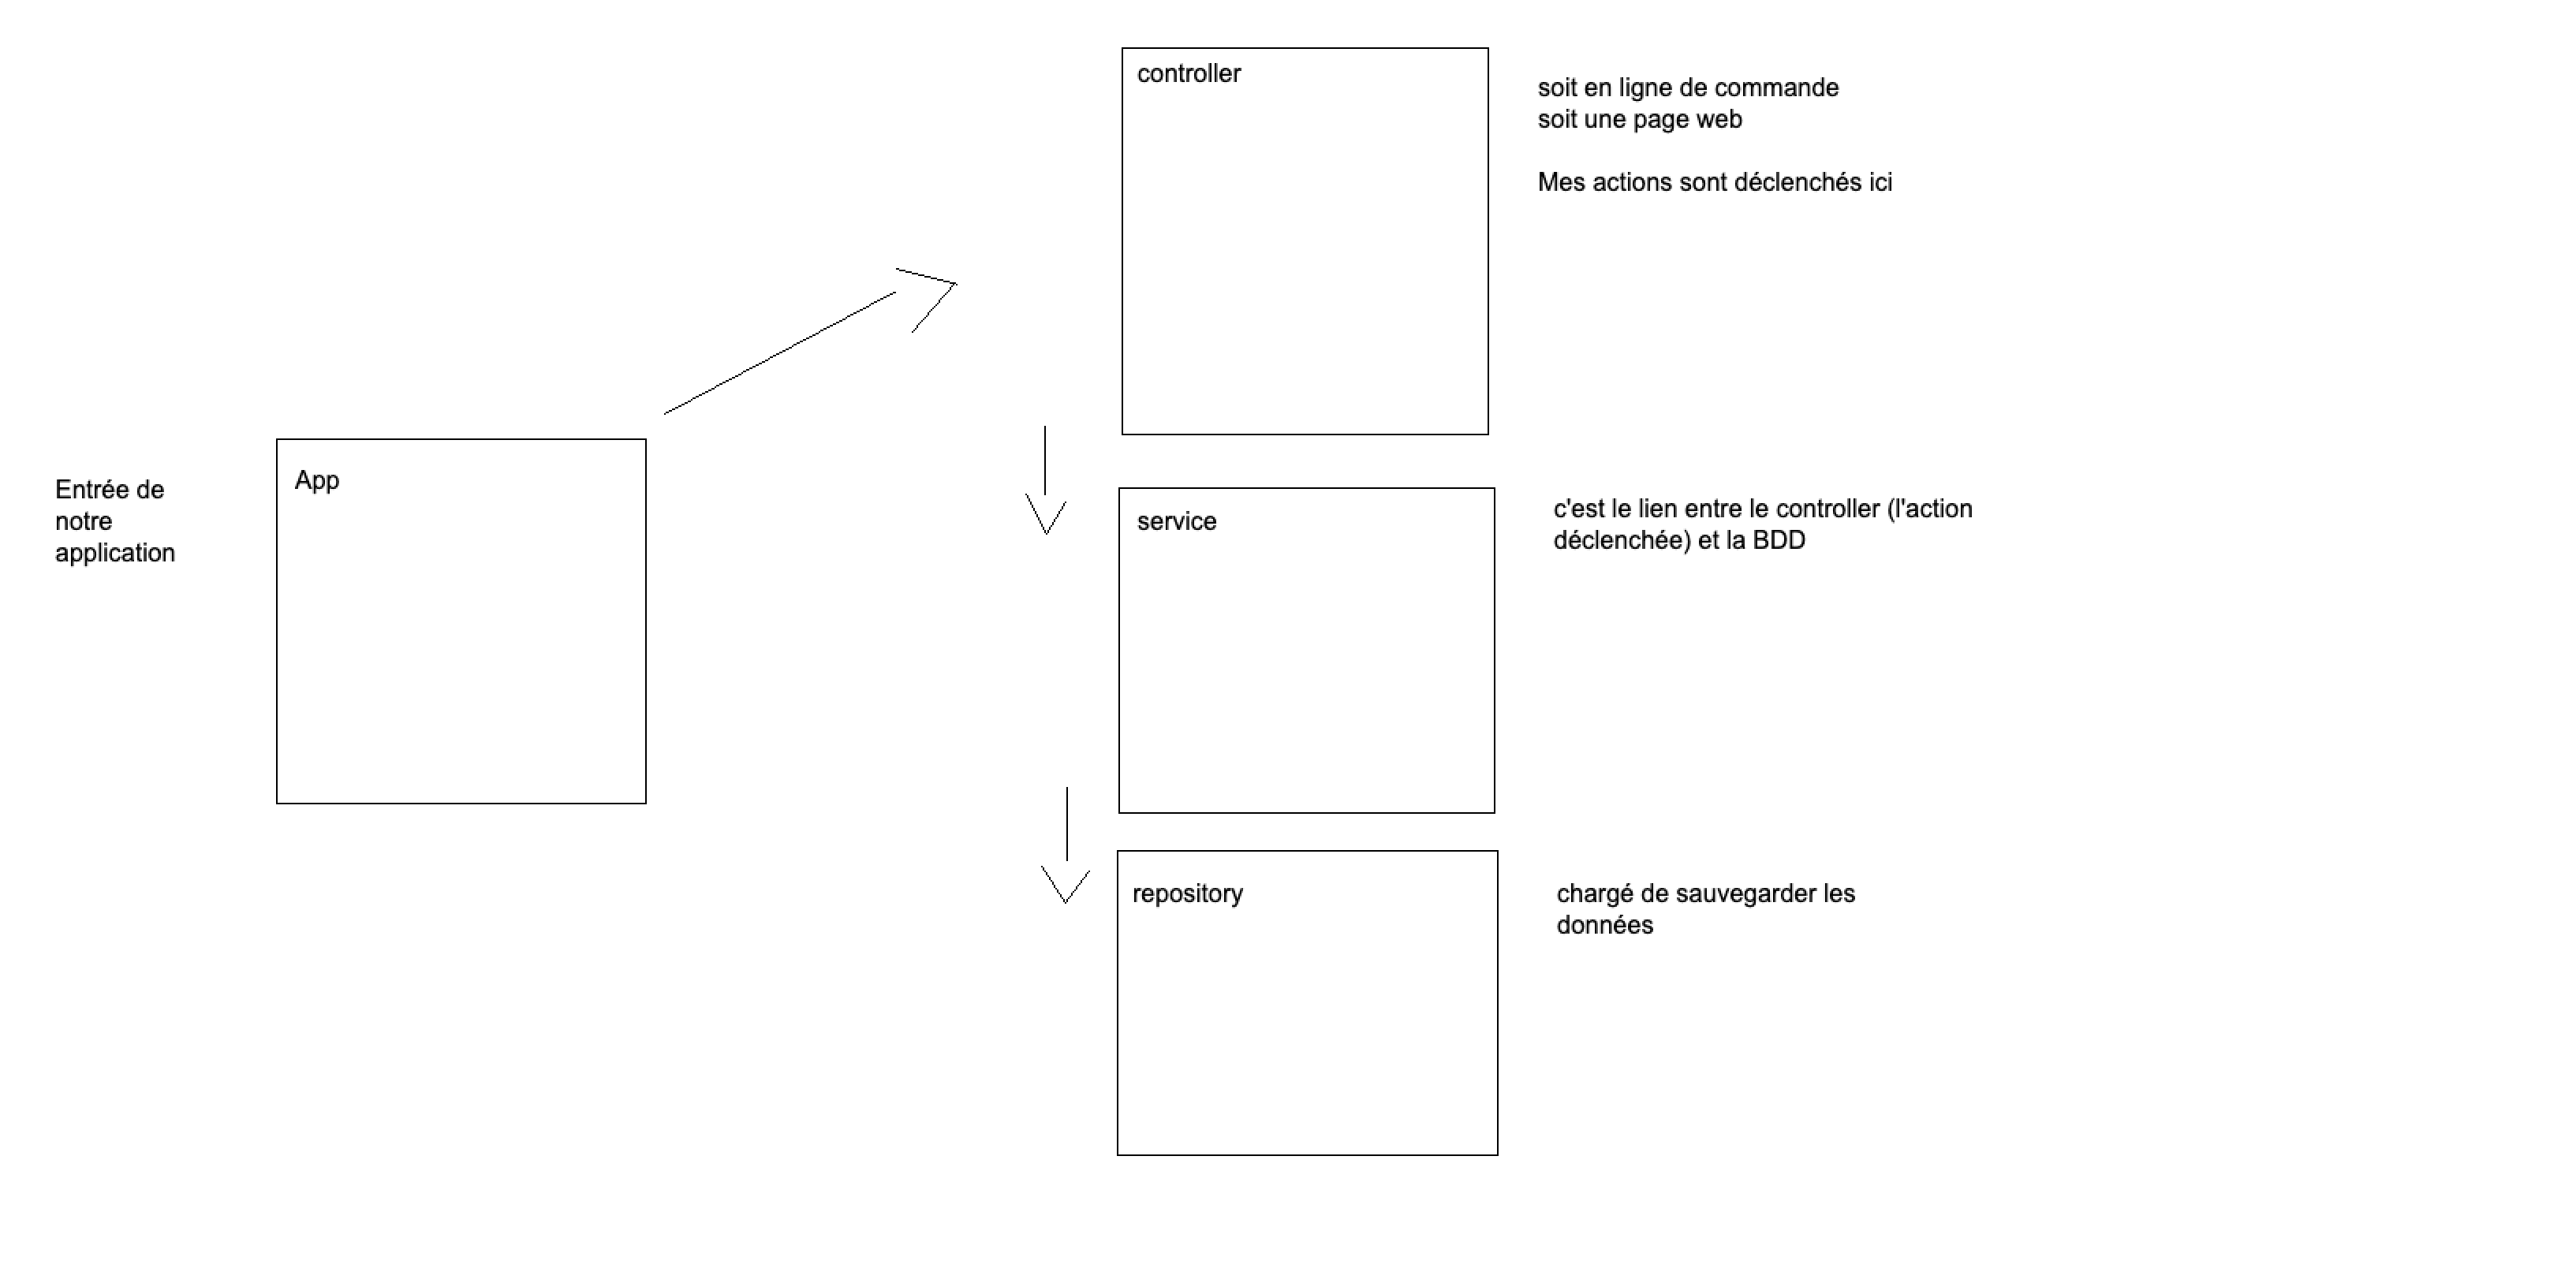 controller
soit en ligne de commande
soit une page web
Mes actions sont déclenchés ici
Entrée de
notre
application
App
service
c'est le lien entre le controller (l'action
déclenchée) et la BDD
repository
chargé de sauvegarder les
données